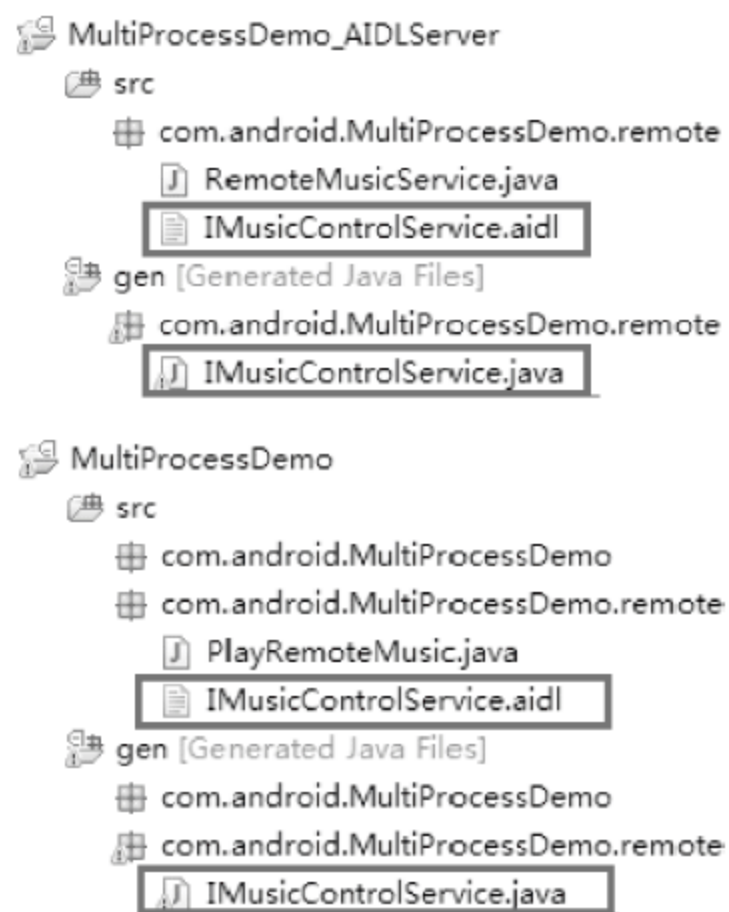 MultiProcessDemo_AIDLServer
src
com.android.MultiProcessDemo.remote
RemoteMusicService.java
IMusicControlService.aidl
gen [Generated Java Files]
com.android.MultiProcessDemo.remote
IMusicControlService.java
MultiProcessDemo
src
com.android.MultiProcessDemo
com.android.MultiProcessDemo.remote
PlayRemoteMusic.java
IMusicControlService.aidl
gen [Generated Java Files]
com.android.MultiProcessDemo
com.android.MultiProcessDemo.remote
IMusicControlService.java